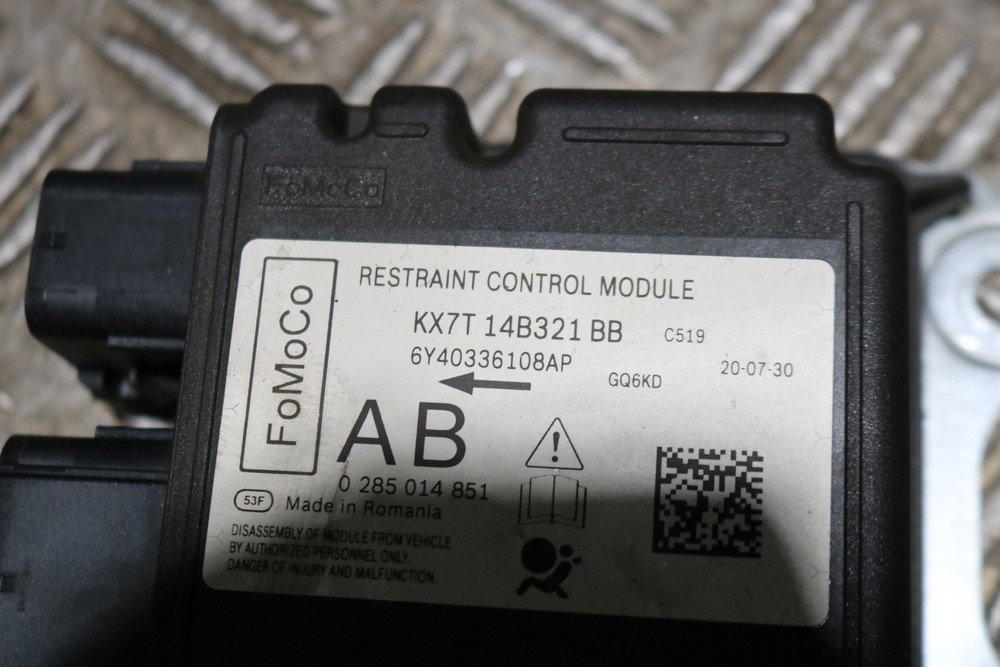 FoMoCo
FoMoCo
RESTRAINT CONTROL MODULE
KX7T 14B321 BB C519
6Y40336108AP GQ6KD 20-07-30
AB
0 285 014 851
53F Made in Romania
DISASSEMBLY OF MODULE FROM VEHICLE
BY AUTHORIZED PERSONNEL ONLY.
DANGER OF INJURY AND MALFUNCTION.